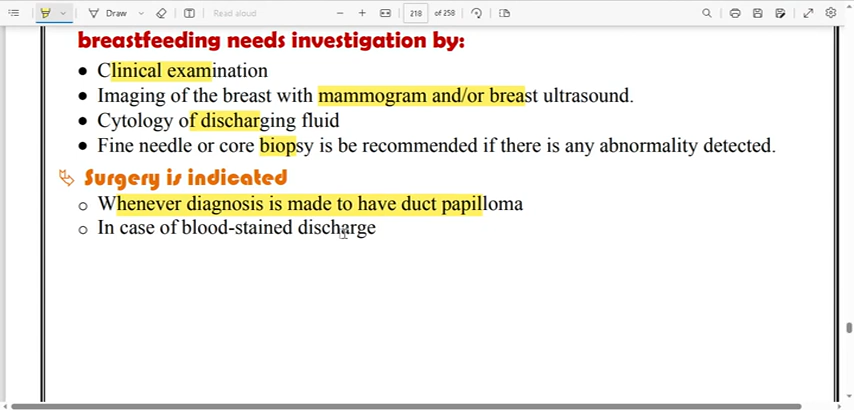 Draw
Read aloud
218 of 258
breastfeeding needs investigation by:
• Clinical examination
• Imaging of the breast with mammogram and/or breast ultrasound.
• Cytology of discharging fluid
• Fine needle or core biopsy is be recommended if there is any abnormality detected.
Surgery is indicated
o Whenever diagnosis is made to have duct papilloma
o In case of blood-stained discharge